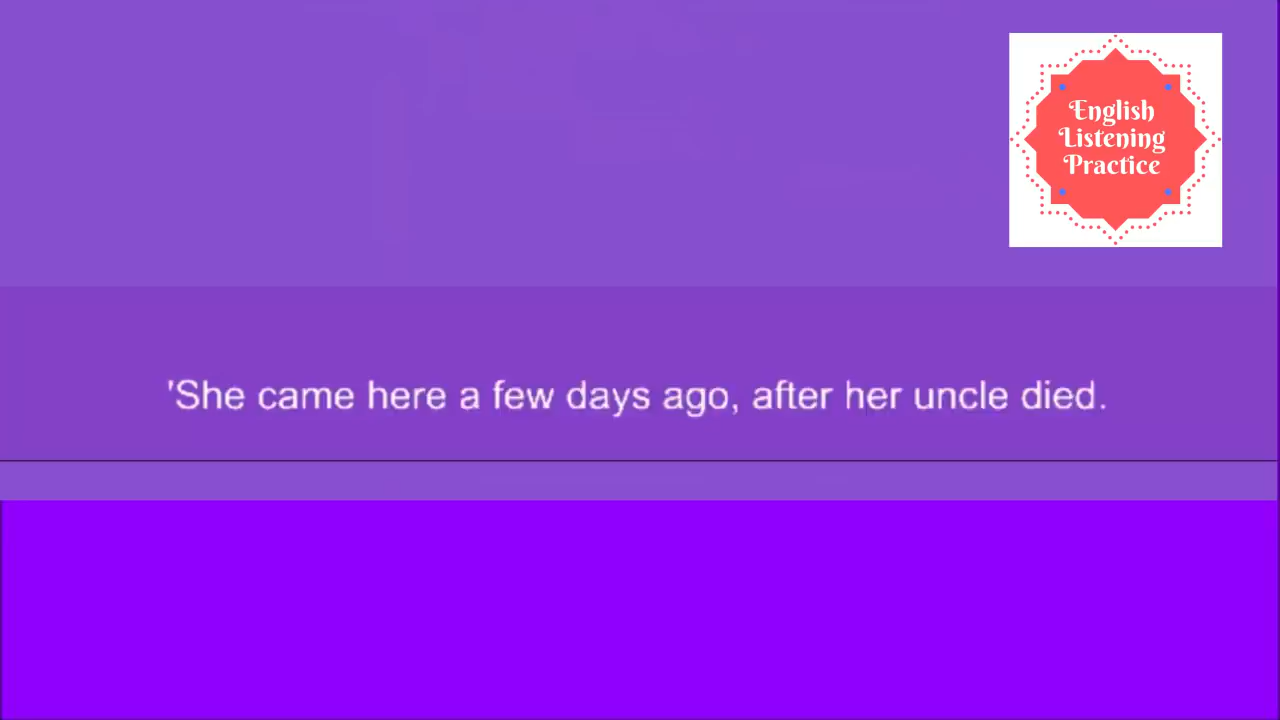 English
Listening
Practice
'She came here a few days ago, after her uncle died.